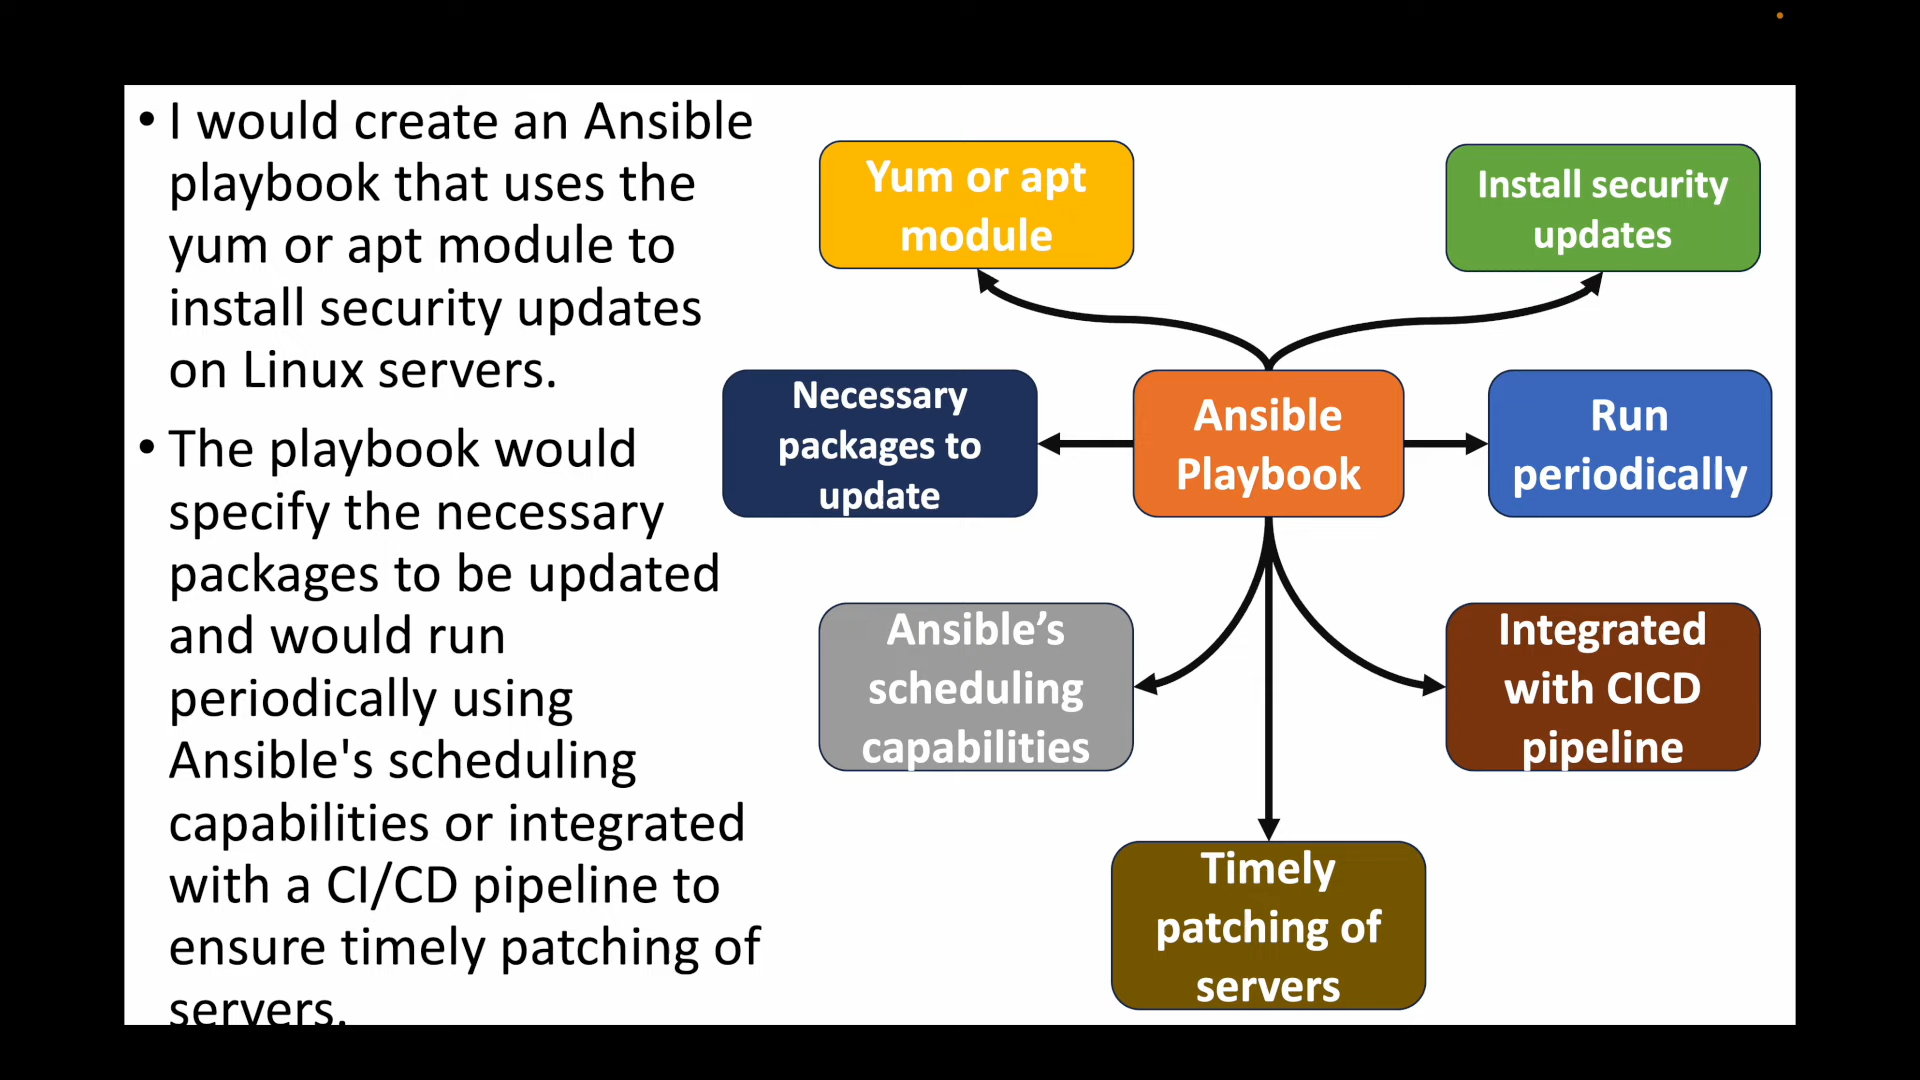 • I would create an Ansible
playbook that uses the
yum or apt module to
install security updates
on Linux servers.
• The playbook would
specify the necessary
packages to be updated
and would run
periodically using
Ansible's scheduling
capabilities or integrated
with a CI/CD pipeline to
ensure timely patching of
servers.
Yum or apt
module
Install security
updates
Necessary
packages to
update
Ansible
Playbook
Run
periodically
Ansible’s
scheduling
capabilities
Integrated
with CICD
pipeline
Timely
patching of
servers